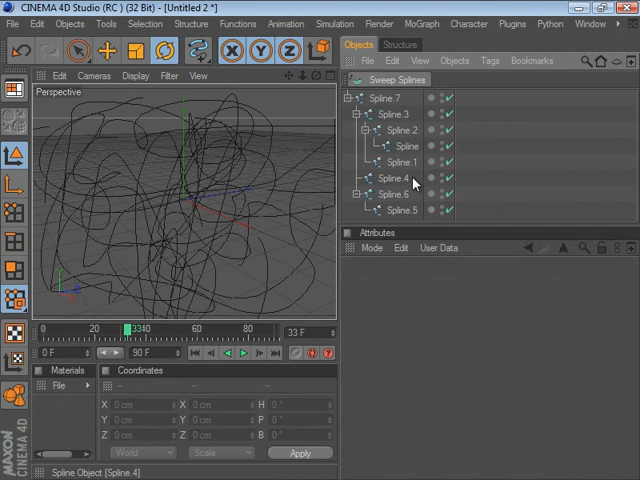 CINEMA 4D Studio (RC ) (32 Bit) - [Untitled 2 *]
File Edit Objects Tools Selection Structure Functions Animation Simulation Render MoGraph Character Plugins Python Window
X Y Z
Objects Structure
File Edit View Objects Tags Bookmarks
Sweep Splines
Edit Cameras Display Filter View
Perspective
Spline.7
Spline.3
Spline.2
Spline
Spline.1
Spline.4
Spline.6
Spline.5
Y
Z
X
Attributes
Mode Edit User Data
0 20 33 40 60 80 33 F
0 F 90 F
Materials
File
Coordinates
X 0 cm X 0 cm H 0 °
Y 0 cm Y 0 cm P 0 °
Z 0 cm Z 0 cm B 0 °
World Scale Apply
MAXON
CINEMA 4D
Spline Object [Spline.4]